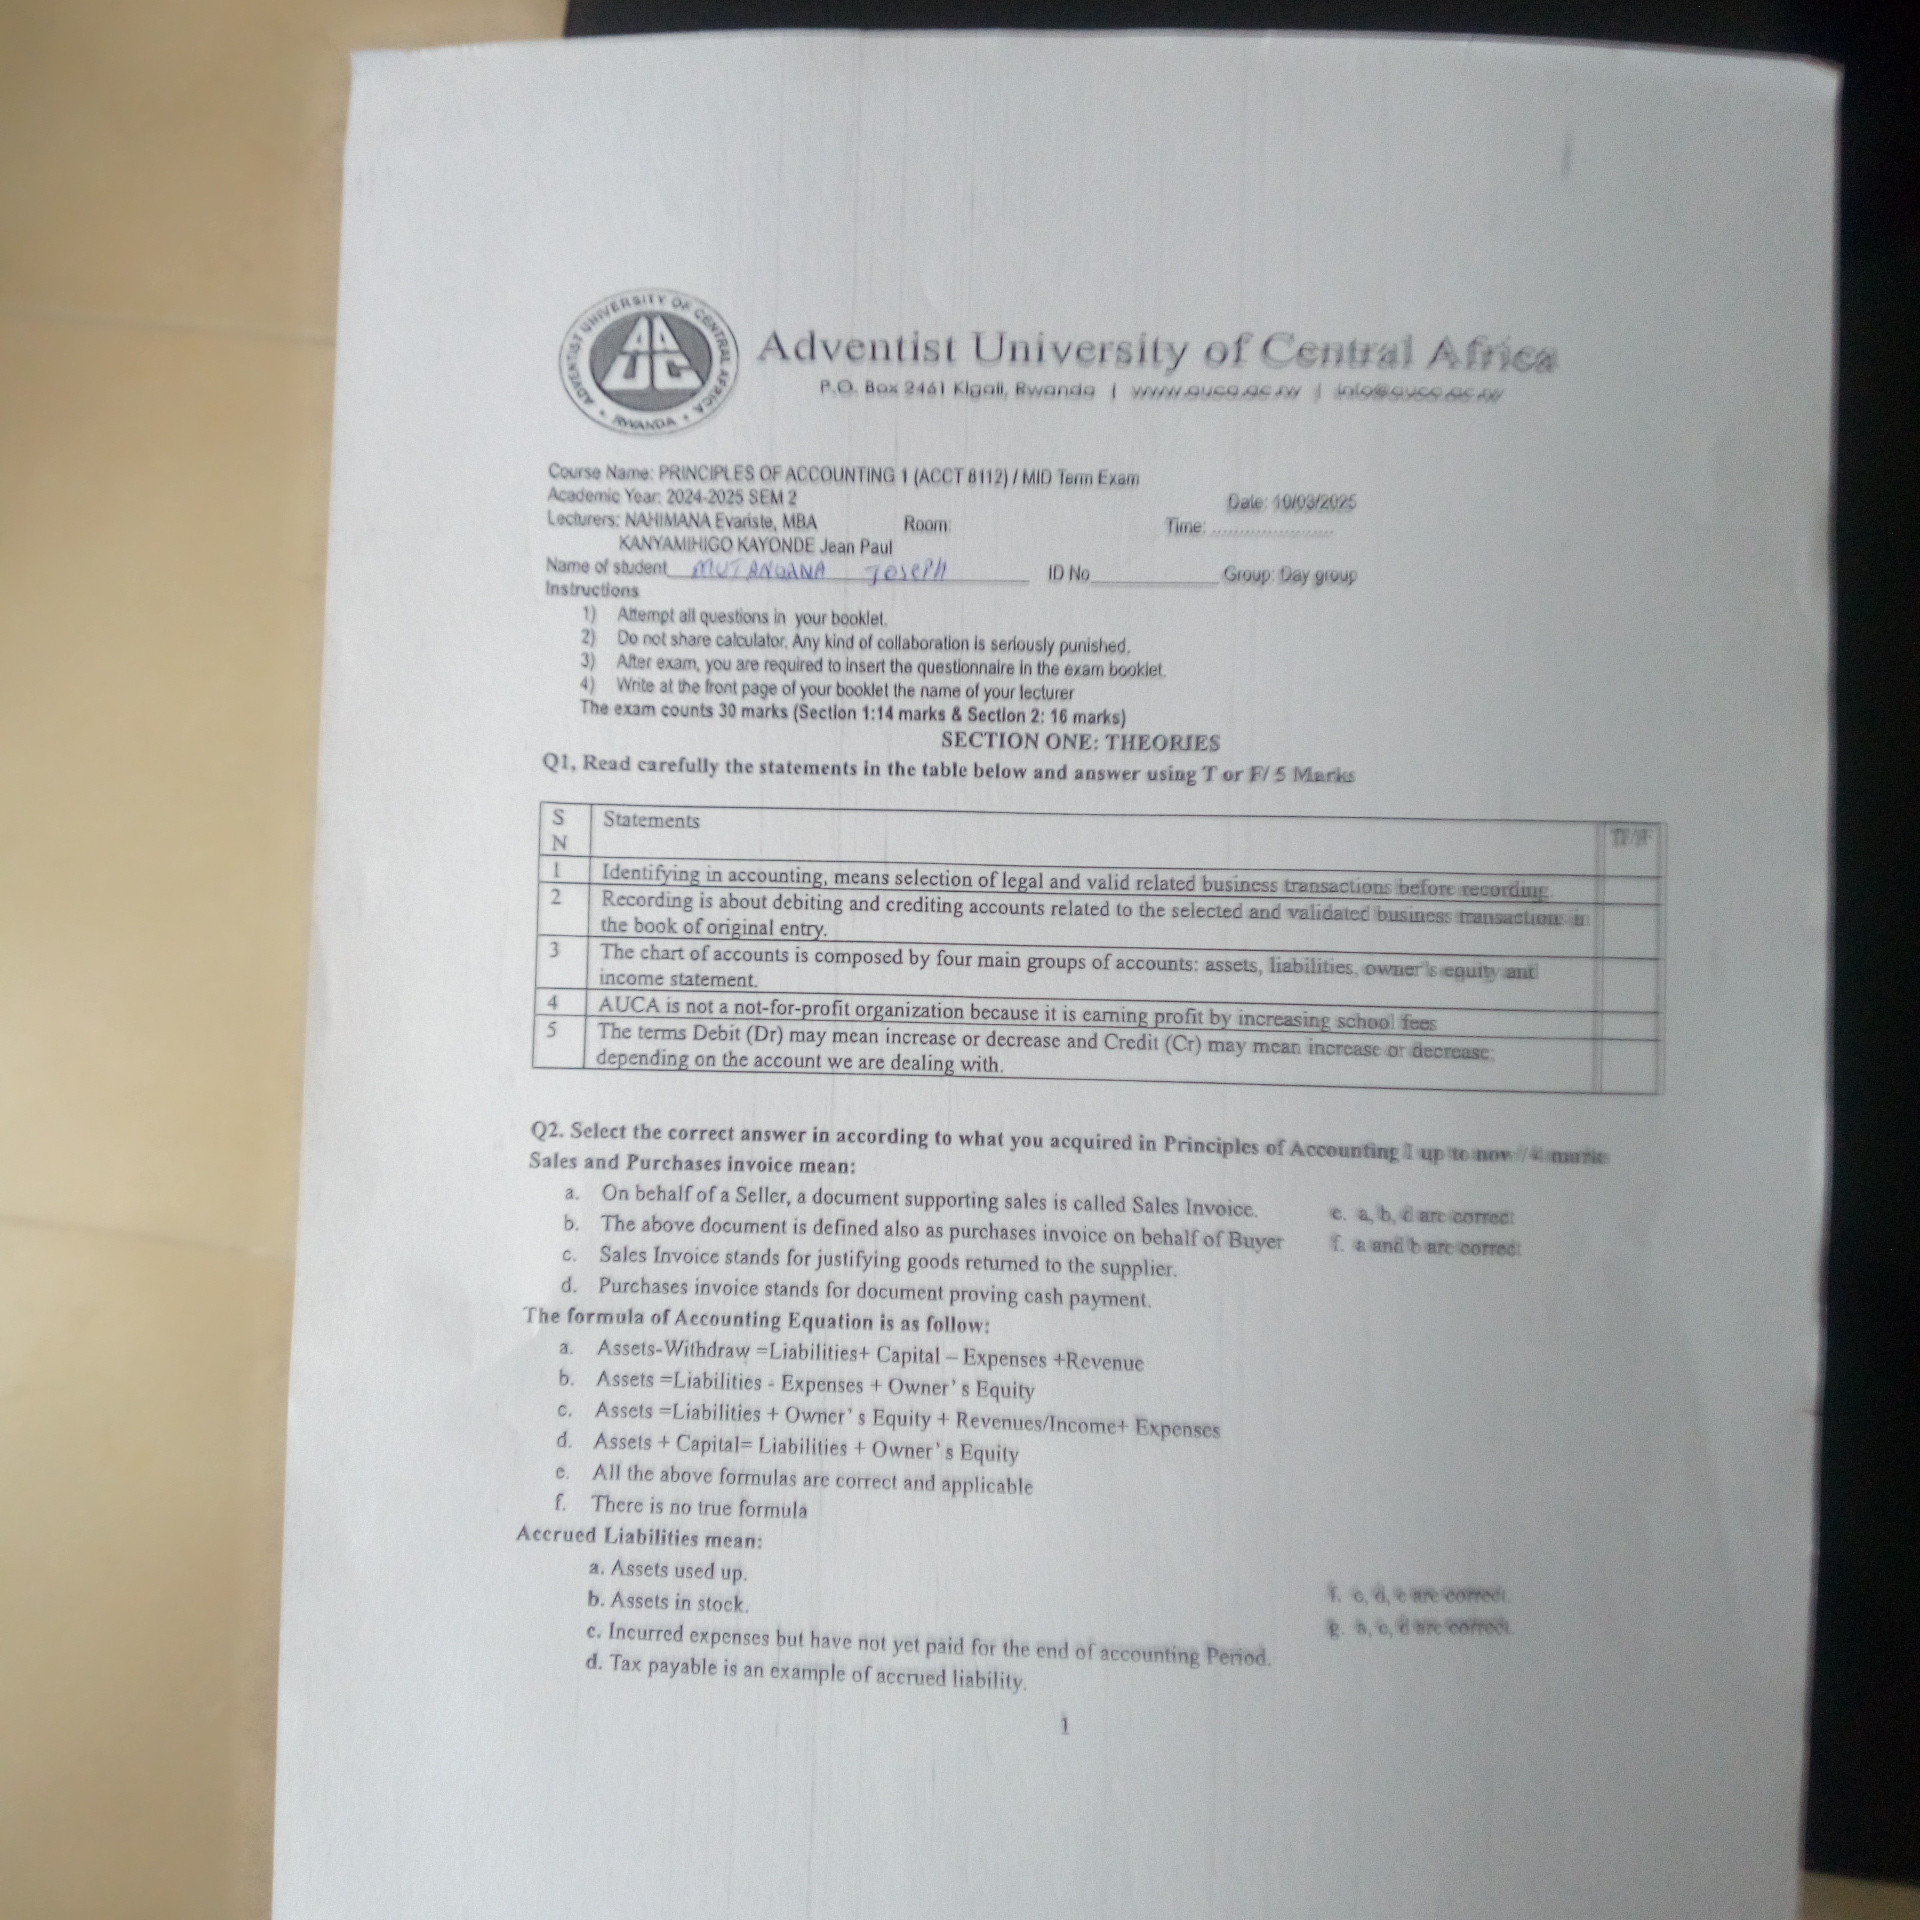 ADVENTIST UNIVERSITY OF CENTRAL AFRICA • RWANDA •
AAUC
Adventist University of Central Africa
P.O. Box 2461 Kigali, Rwanda | www.auca.ac.rw | info@auca.ac.rw
Course Name: PRINCIPLES OF ACCOUNTING 1 (ACCT 8112) / MID Term Exam
Academic Year: 2024-2025 SEM 2 Date: 10/03/2025
Lecturers: NAHIMANA Evariste, MBA Room: Time: .....................
KANYAMIHIGO KAYONDE Jean Paul
Name of student MUTANGANA JOSEPH ID No Group: Day group
Instructions
1) Attempt all questions in your booklet.
2) Do not share calculator. Any kind of collaboration is seriously punished.
3) After exam, you are required to insert the questionnaire in the exam booklet.
4) Write at the front page of your booklet the name of your lecturer
The exam counts 30 marks (Section 1:14 marks & Section 2: 16 marks)
SECTION ONE: THEORIES
Q1, Read carefully the statements in the table below and answer using T or F/ 5 Marks
S N Statements T/F
1 Identifying in accounting, means selection of legal and valid related business transactions before recording.
2 Recording is about debiting and crediting accounts related to the selected and validated business transactions in
the book of original entry.
3 The chart of accounts is composed by four main groups of accounts: assets, liabilities, owner's equity and
income statement.
4 AUCA is not a not-for-profit organization because it is earning profit by increasing school fees
5 The terms Debit (Dr) may mean increase or decrease and Credit (Cr) may mean increase or decrease;
depending on the account we are dealing with.
Q2. Select the correct answer in according to what you acquired in Principles of Accounting I up to now // 4 marks
Sales and Purchases invoice mean:
a. On behalf of a Seller, a document supporting sales is called Sales Invoice. e. a, b, d are correct
b. The above document is defined also as purchases invoice on behalf of Buyer f. a and b are correct
c. Sales Invoice stands for justifying goods returned to the supplier.
d. Purchases invoice stands for document proving cash payment.
The formula of Accounting Equation is as follow:
a. Assets-Withdraw =Liabilities+ Capital – Expenses +Revenue
b. Assets =Liabilities - Expenses + Owner' s Equity
c. Assets =Liabilities + Owner' s Equity + Revenues/Income+ Expenses
d. Assets + Capital= Liabilities + Owner' s Equity
e. All the above formulas are correct and applicable
f. There is no true formula
Accrued Liabilities mean:
a. Assets used up.
b. Assets in stock. f. c, d, e are correct.
c. Incurred expenses but have not yet paid for the end of accounting Period. g. a, c, d are correct.
d. Tax payable is an example of accrued liability.
1